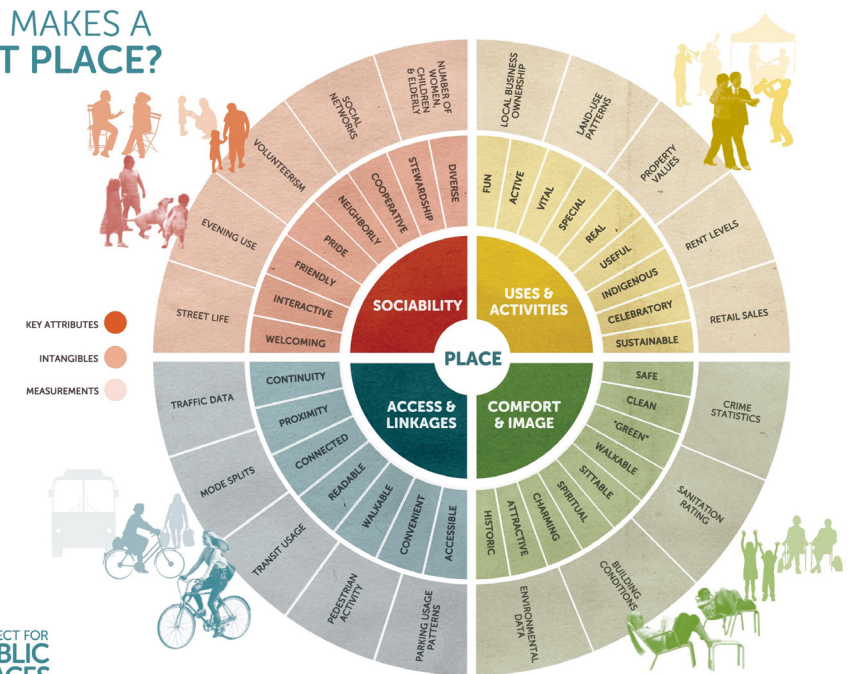 MAKES A
T PLACE?
KEY ATTRIBUTES
INTANGIBLES
MEASUREMENTS
PLACE
SOCIABILITY
USES &
ACTIVITIES
ACCESS &
LINKAGES
COMFORT
& IMAGE
WELCOMING
INTERACTIVE
FRIENDLY
PRIDE
NEIGHBORLY
COOPERATIVE
STEWARDSHIP
DIVERSE
STREET LIFE
EVENING USE
VOLUNTEERISM
SOCIAL
NETWORKS
NUMBER OF
WOMEN,
CHILDREN
& ELDERLY
FUN
ACTIVE
VITAL
SPECIAL
REAL
USEFUL
INDIGENOUS
CELEBRATORY
SUSTAINABLE
LOCAL BUSINESS
OWNERSHIP
LAND-USE
PATTERNS
PROPERTY
VALUES
RENT LEVELS
RETAIL SALES
SAFE
CLEAN
"GREEN"
WALKABLE
SITTABLE
SPIRITUAL
CHARMING
ATTRACTIVE
HISTORIC
CRIME
STATISTICS
SANITATION
RATING
BUILDING
CONDITIONS
ENVIRONMENTAL
DATA
CONTINUITY
PROXIMITY
CONNECTED
READABLE
WALKABLE
CONVENIENT
ACCESSIBLE
TRAFFIC DATA
MODE SPLITS
TRANSIT USAGE
PEDESTRIAN
ACTIVITY
PARKING USAGE
PATTERNS
ECT FOR
BLIC